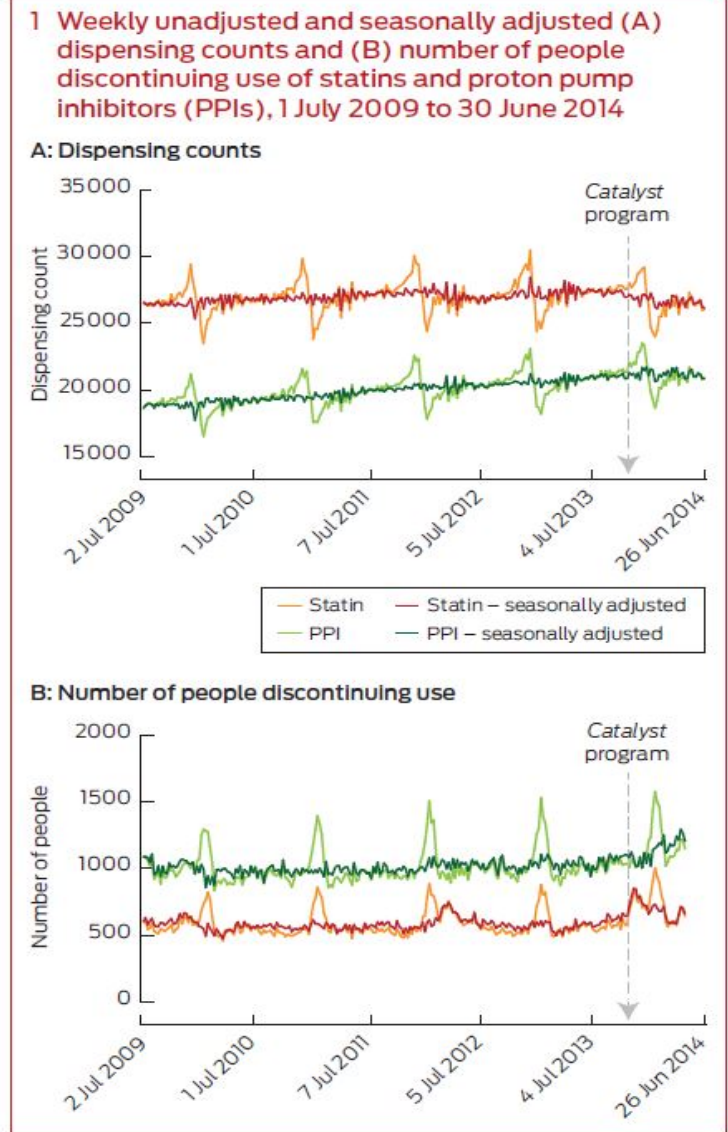 1 Weekly unadjusted and seasonally adjusted (A)
dispensing counts and (B) number of people
discontinuing use of statins and proton pump
inhibitors (PPIs), 1 July 2009 to 30 June 2014
A: Dispensing counts
35000
30000
25000
20000
15000
Dispensing count
Catalyst
program
2 Jul 2009
1 Jul 2010
7 Jul 2011
5 Jul 2012
4 Jul 2013
26 Jun 2014
Statin
Statin – seasonally adjusted
PPI
PPI – seasonally adjusted
B: Number of people discontinuing use
2000
1500
1000
500
0
Number of people
Catalyst
program
2 Jul 2009
1 Jul 2010
7 Jul 2011
5 Jul 2012
4 Jul 2013
26 Jun 2014